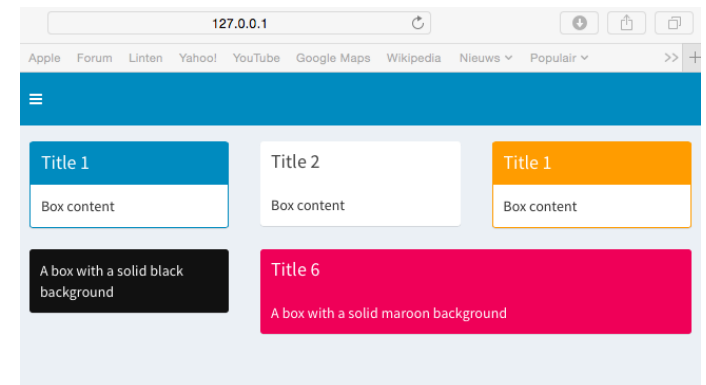 127.0.0.1
Apple Forum Linten Yahoo! YouTube Google Maps Wikipedia Nieuws Populair >> +
Title 1 Title 2 Title 1
Box content Box content Box content
A box with a solid black
background
Title 6
A box with a solid maroon background